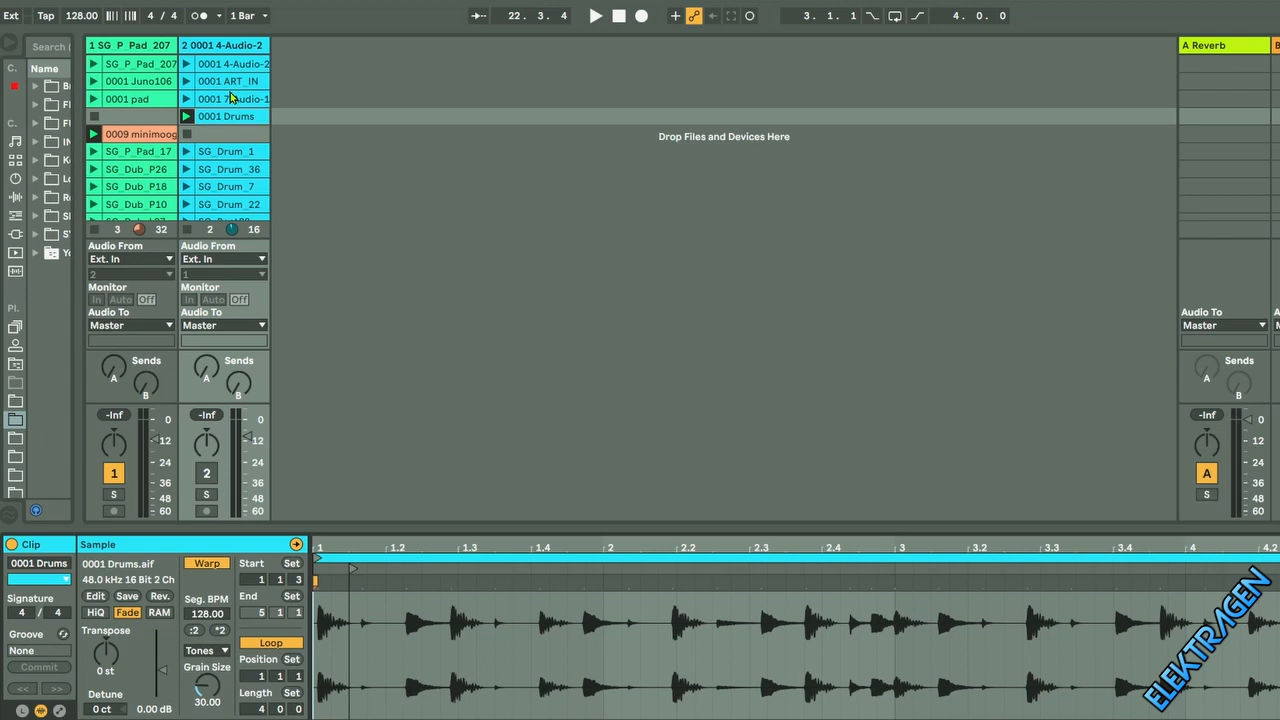 Ext Tap 128.00 4 / 4 1 Bar 22. 3. 4 3. 1. 1 4. 0. 0
Search
C. Name
C.
Pl.
1 SG_P_Pad_207 2 0001 4-Audio-2 A Reverb
SG_P_Pad_207 0001 4-Audio-2
0001 Juno106 0001 ART_IN
0001 pad
0001 Drums
0009 minimoog
Drop Files and Devices Here
SG_P_Pad_17 SG_Drum_1
SG_Dub_P26 SG_Drum_36
SG_Dub_P18 SG_Drum_7
SG_Dub_P10 SG_Drum_22
3 32 2 16
Audio From Audio From
Ext. In Ext. In
2 1
Monitor Monitor
In Auto Off In Auto Off
Audio To Audio To Audio To
Master Master Master
Sends Sends Sends
A A A
B B B
-Inf -Inf -Inf
0 0 0
12 12 12
24 24 24
1 2 A
36 36 36
S S S
48 48 48
60 60 60
Clip Sample
0001 Drums
Signature
4 / 4
Groove
None
Commit
<< >>
0001 Drums.aif
48.0 kHz 16 Bit 2 Ch
Edit Save Rev.
HiQ Fade RAM
Transpose
0 st
Detune
0 ct 0.00 dB
Warp
Seg. BPM
128.00
:2 *2
Tones
Grain Size
30.00
Start Set
1 1 3
End Set
5 1 1
Loop
Position Set
1 1 1
Length Set
4 0 0
1 1.2 1.3 1.4 2 2.2 2.3 2.4 3 3.2 3.3 3.4 4 4.2
ELEKTRAGEN